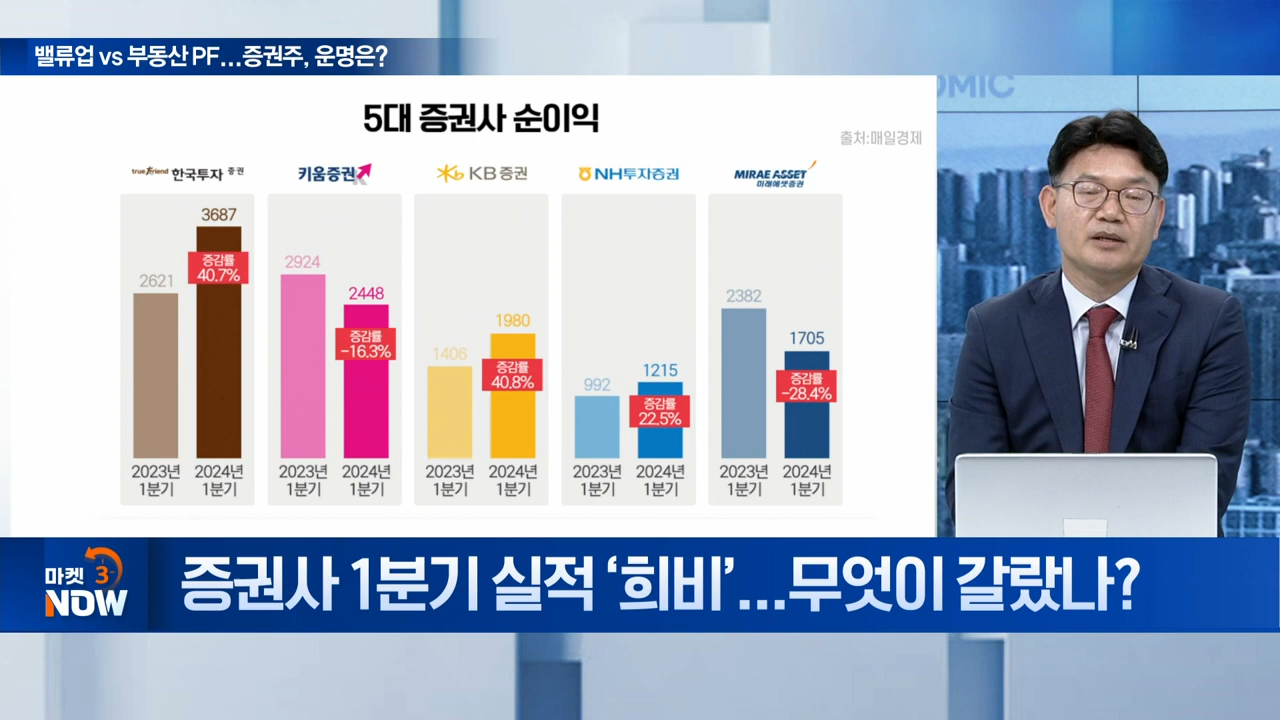 밸류업 vs 부동산 PF...증권주, 운명은?
OMIC
5대 증권사 순이익
출처:매일경제
true friend 한국투자 증권
키움증권
KB 증권
NH투자증권
MIRAE ASSET
미래에셋증권
2621
3687
증감률
40.7%
2023년
1분기
2024년
1분기
2924
2448
증감률
-16.3%
2023년
1분기
2024년
1분기
1406
1980
증감률
40.8%
2023년
1분기
2024년
1분기
992
1215
증감률
22.5%
2023년
1분기
2024년
1분기
2382
1705
증감률
-28.4%
2023년
1분기
2024년
1분기
마켓 3
NOW
증권사 1분기 실적 ‘희비’...무엇이 갈랐나?